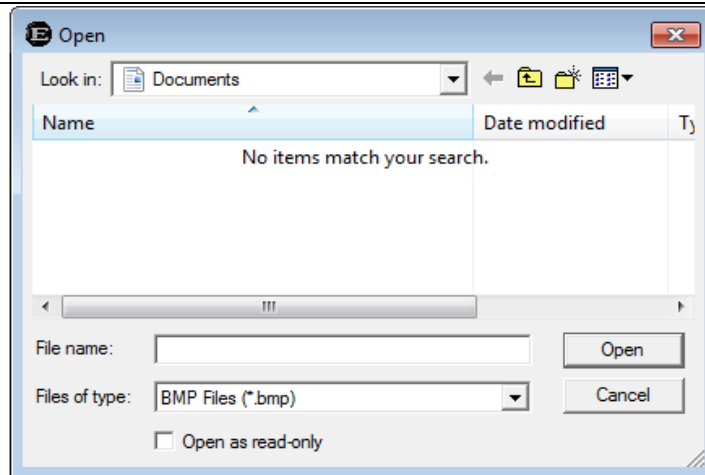 E Open
Look in: Documents
Name Date modified Ty
No items match your search.
File name: Open
Files of type: BMP Files (*.bmp) Cancel
Open as read-only